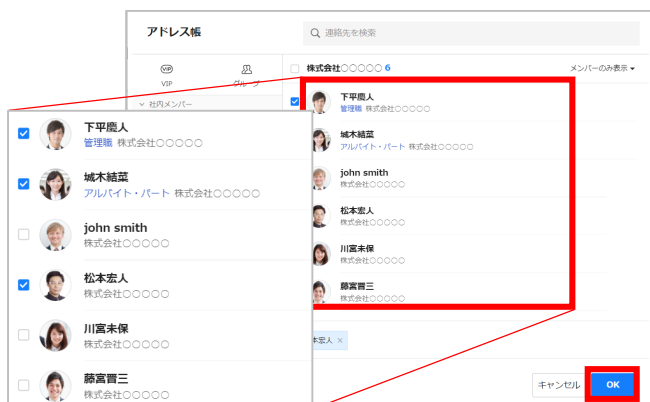 アドレス帳
連絡先を検索
VIP
VIP
グループ
株式会社○○○○○ 6
メンバーのみ表示
社内メンバー
下平慶人
管理職 株式会社○○○○○
城木結菜
アルバイト・パート 株式会社○○○○○
john smith
株式会社○○○○○
松本宏人
株式会社○○○○○
川宮未保
株式会社○○○○○
藤宮晋三
株式会社○○○○○
下平慶人
管理職 株式会社○○○○○
城木結菜
アルバイト・パート 株式会社○○○○○
john smith
株式会社○○○○○
松本宏人
株式会社○○○○○
川宮未保
株式会社○○○○○
藤宮晋三
株式会社○○○○○
本宏人 ×
キャンセル
OK